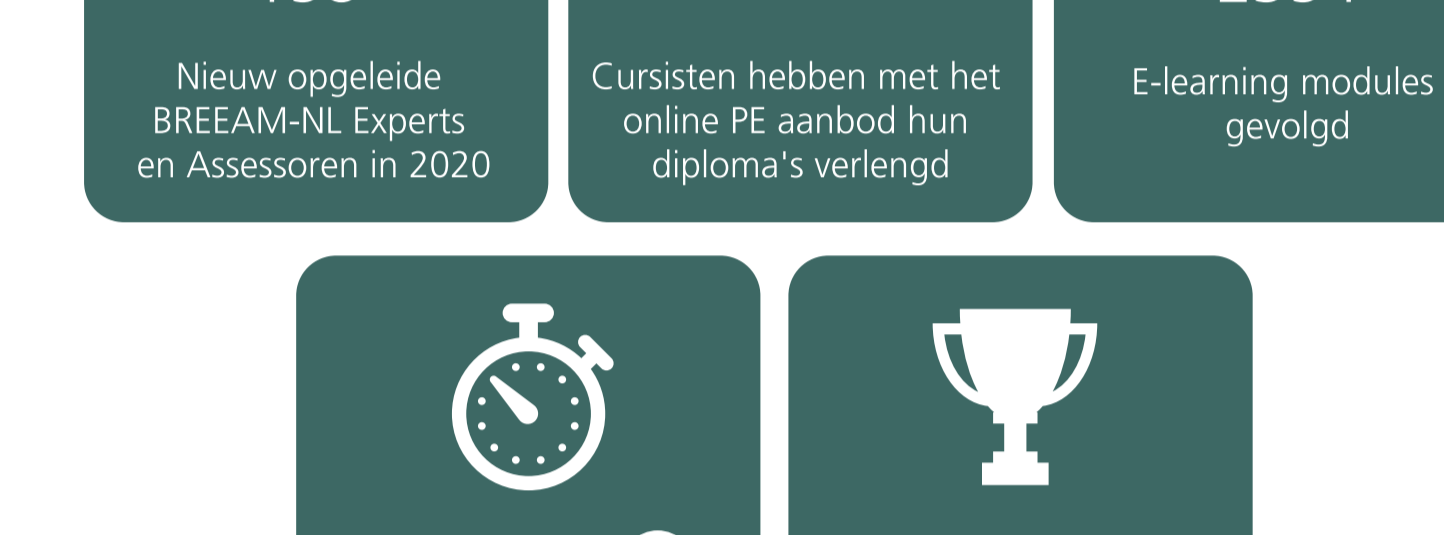 Nieuw opgeleide
BREEAM-NL Experts
en Assessoren in 2020
Cursisten hebben met het
online PE aanbod hun
diploma's verlengd
E-learning modules
gevolgd